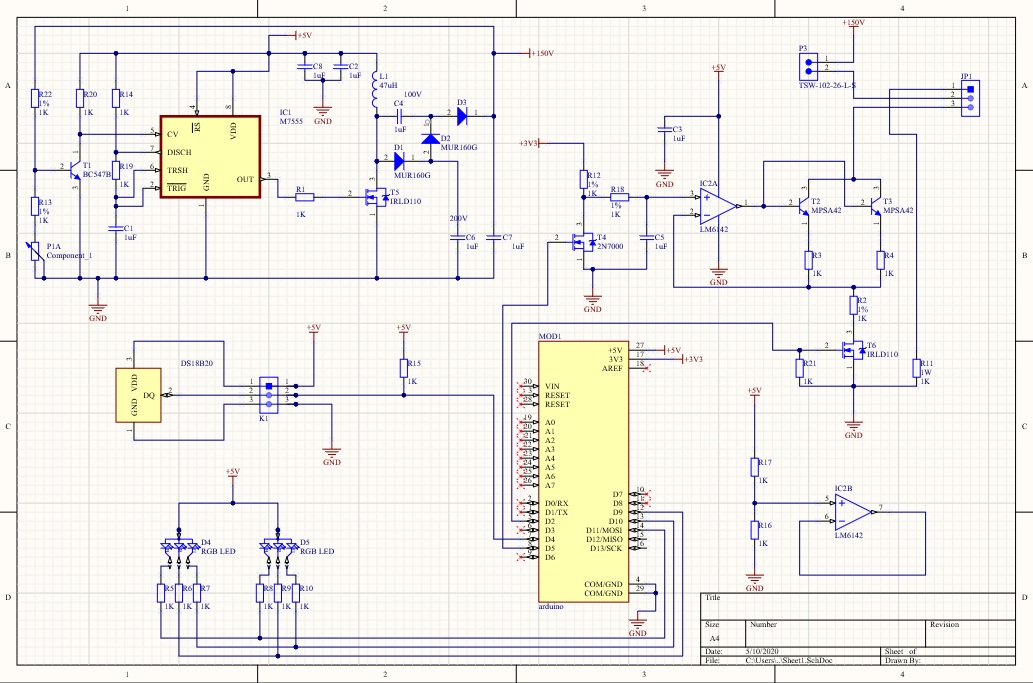 1 2 3 4
A
B
C
D
A
B
C
D
+5V
+150V
R22
1%
1K
R20
1K
R14
1K
R19
1K
R13
1%
1K
P1A
Component_1
T1
BC547B
C1
1uF
GND
IC1
M7555
RS
VDD
CV
DISCH
TRSH
TRIG
GND
OUT
4
8
5
7
6
2
3
1
C8
1uF
C2
1uF
GND
L1
47uH
100V
C4
1uF
D3
D2
MUR160G
D1
MUR160G
T5
IRLD110
R1
1K
200V
C6
1uF
C7
1uF
+3V3
R12
1%
1K
R18
1%
1K
T4
2N7000
C5
1uF
GND
+5V
C3
1uF
GND
IC2A
LM6142
GND
T2
MPSA42
T3
MPSA42
R3
1K
R4
1K
R2
1%
1K
T6
IRLD110
R21
1K
R11
1W
1K
GND
+150V
P3
TSW-102-26-L-S
1
2
JP1
1
2
3
DS18B20
VDD
DQ
GND
3
2
1
K1
1
2
3
1
2
3
+5V
GND
+5V
R15
1K
+5V
D4
RGB LED
D5
RGB LED
R5
1K
R6
1K
R7
1K
R8
1K
R9
1K
R10
1K
MOD1
+5V
3V3
AREF
27
17
18
+5V
+3V3
VIN
RESET
RESET
30
3
28
A0
A1
A2
A3
A4
A5
A6
A7
19
20
21
22
23
24
25
26
D0/RX
D1/TX
D2
D3
D4
D5
D6
D7
D8
D9
D10
D11/MOSI
D12/MISO
D13/SCK
10
COM/GND 4
COM/GND 29
arduino
GND
+5V
R17
1K
R16
1K
GND
IC2B
LM6142
5
6
7
Title
Size Number Revision
A4
Date: 5/10/2020 Sheet of
File: C:\Users\..\Sheet1.SchDoc Drawn By:
1 2 3 4